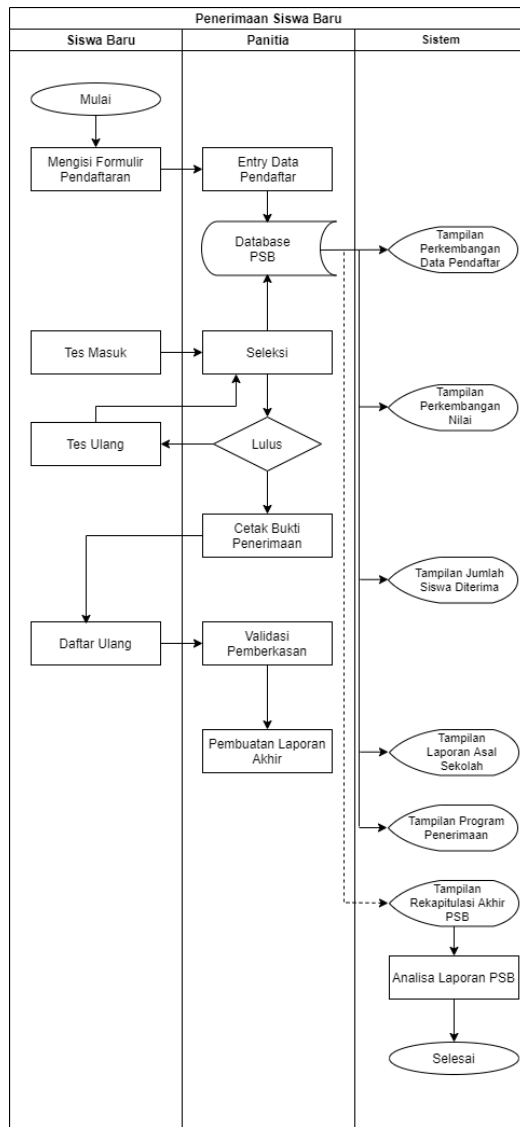 Penerimaan Siswa Baru
Siswa Baru
Panitia
Sistem
Mulai
Mengisi Formulir
Pendaftaran
Entry Data
Pendaftar
Database
PSB
Tampilan
Perkembangan
Data Pendaftar
Tes Masuk
Seleksi
Tampilan
Perkembangan
Nilai
Tes Ulang
Lulus
Cetak Bukti
Penerimaan
Tampilan Jumlah
Siswa Diterima
Daftar Ulang
Validasi
Pemberkasan
Pembuatan Laporan
Akhir
Tampilan
Laporan Asal
Sekolah
Tampilan Program
Penerimaan
Tampilan
Rekapitulasi Akhir
PSB
Analisa Laporan PSB
Selesai